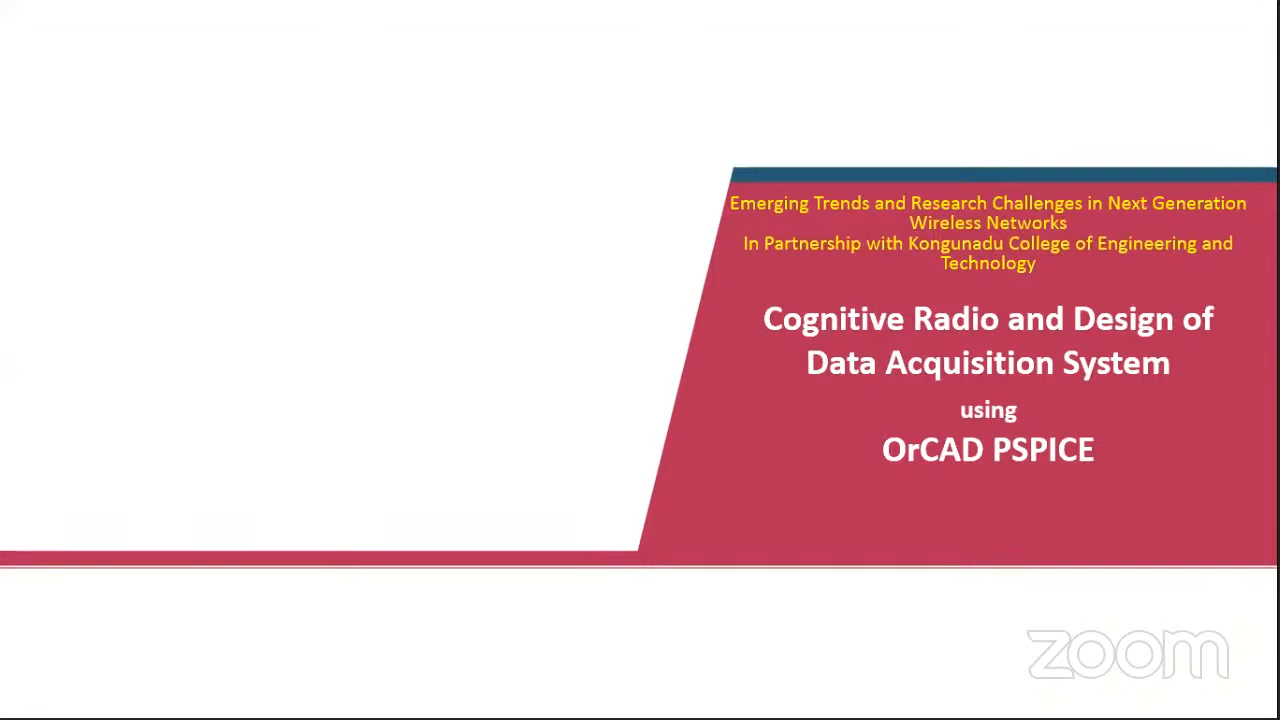 Emerging Trends and Research Challenges in Next Generation
Wireless Networks
In Partnership with Kongunadu College of Engineering and
Technology
Cognitive Radio and Design of
Data Acquisition System
using
OrCAD PSPICE
zoom